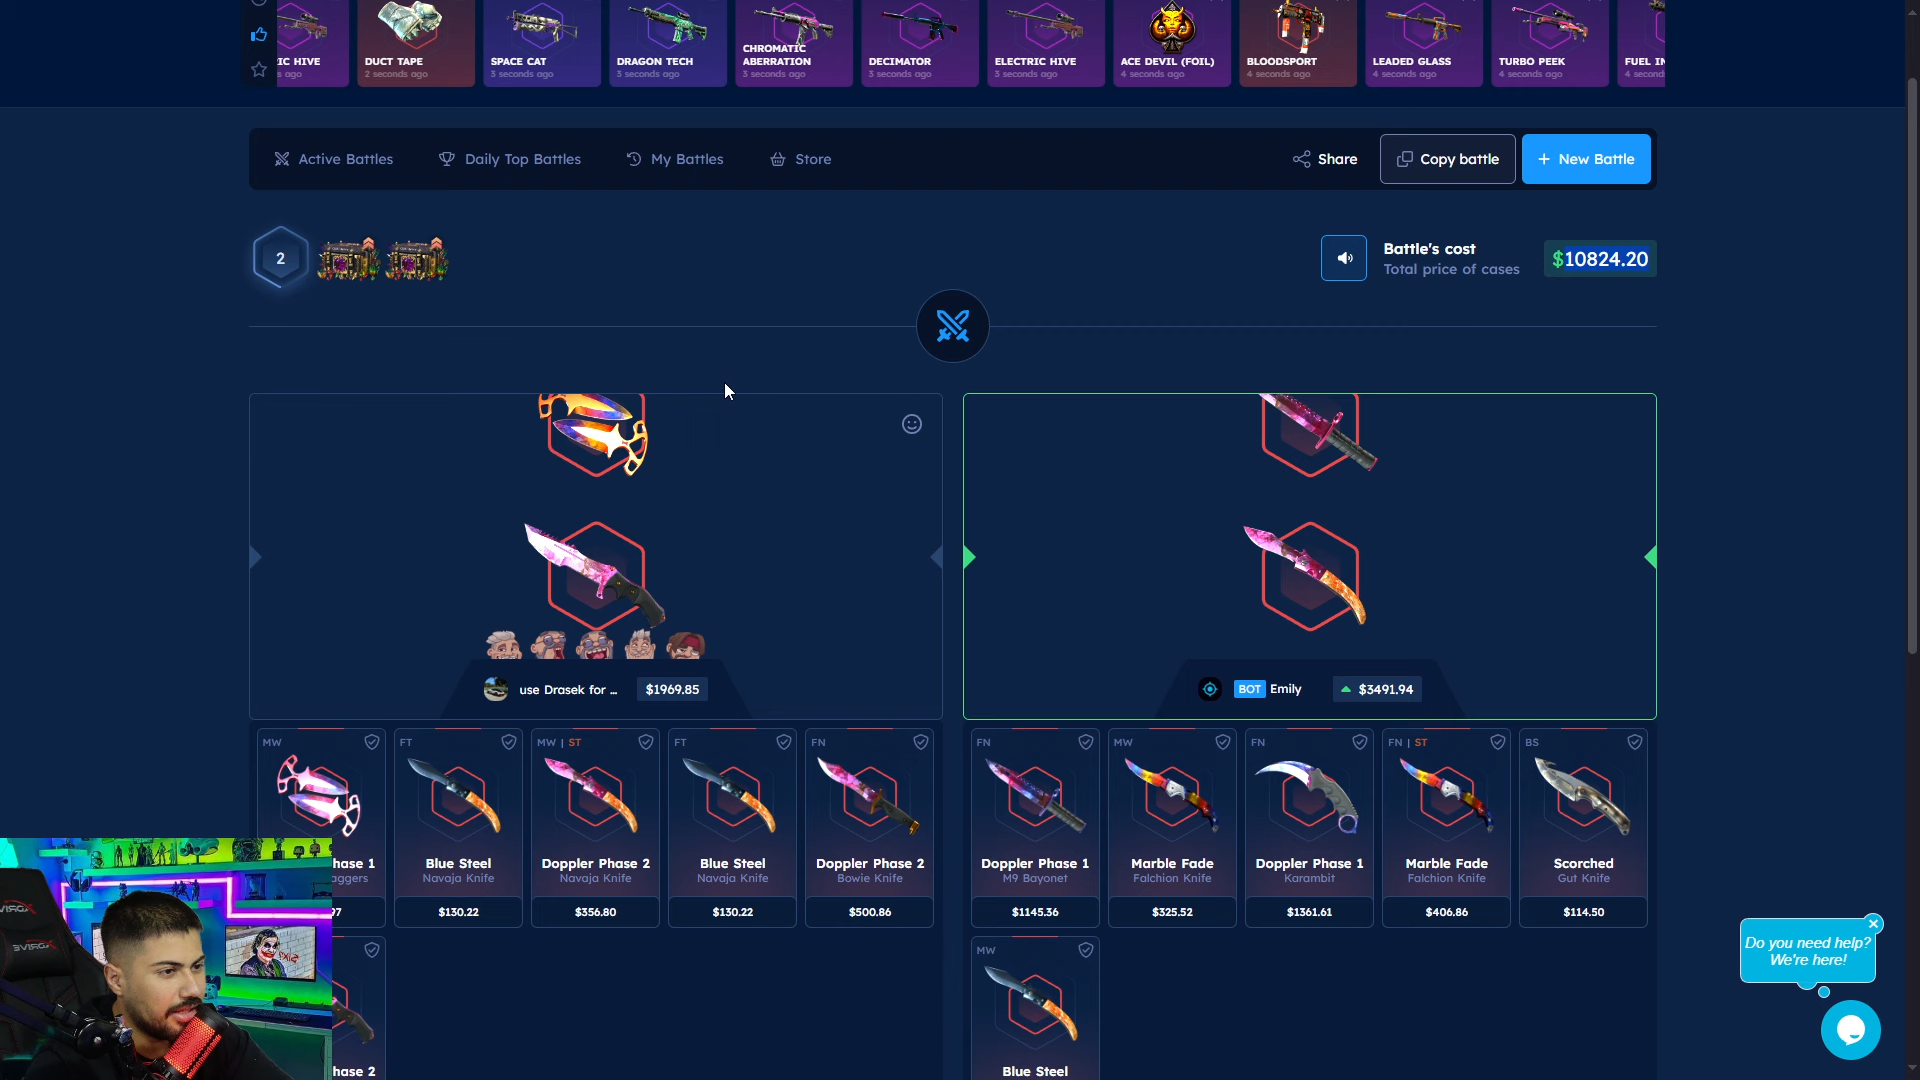 IC HIVE
s ago
DUCT TAPE
2 seconds ago
SPACE CAT
3 seconds ago
DRAGON TECH
3 seconds ago
CHROMATIC
ABERRATION
3 seconds ago
DECIMATOR
3 seconds ago
ELECTRIC HIVE
3 seconds ago
ACE DEVIL (FOIL)
4 seconds ago
BLOODSPORT
4 seconds ago
LEADED GLASS
4 seconds ago
TURBO PEEK
4 seconds ago
FUEL IN
4 seco
Active Battles
Daily Top Battles
My Battles
Store
Share
Copy battle
+ New Battle
2
Battle's cost
Total price of cases
$10824.20
use Drasek for ...
$1969.85
BOT Emily
$3491.94
MW
hase 1
aggers
97
FT
Blue Steel
Navaja Knife
$130.22
MW | ST
Doppler Phase 2
Navaja Knife
$356.80
FT
Blue Steel
Navaja Knife
$130.22
FN
Doppler Phase 2
Bowie Knife
$500.86
FN
Doppler Phase 1
M9 Bayonet
$1145.36
MW
Marble Fade
Falchion Knife
$325.52
FN
Doppler Phase 1
Karambit
$1361.61
FN | ST
Marble Fade
Falchion Knife
$406.86
BS
Scorched
Gut Knife
$114.50
hase 2
MW
Blue Steel
Do you need help?
We're here!